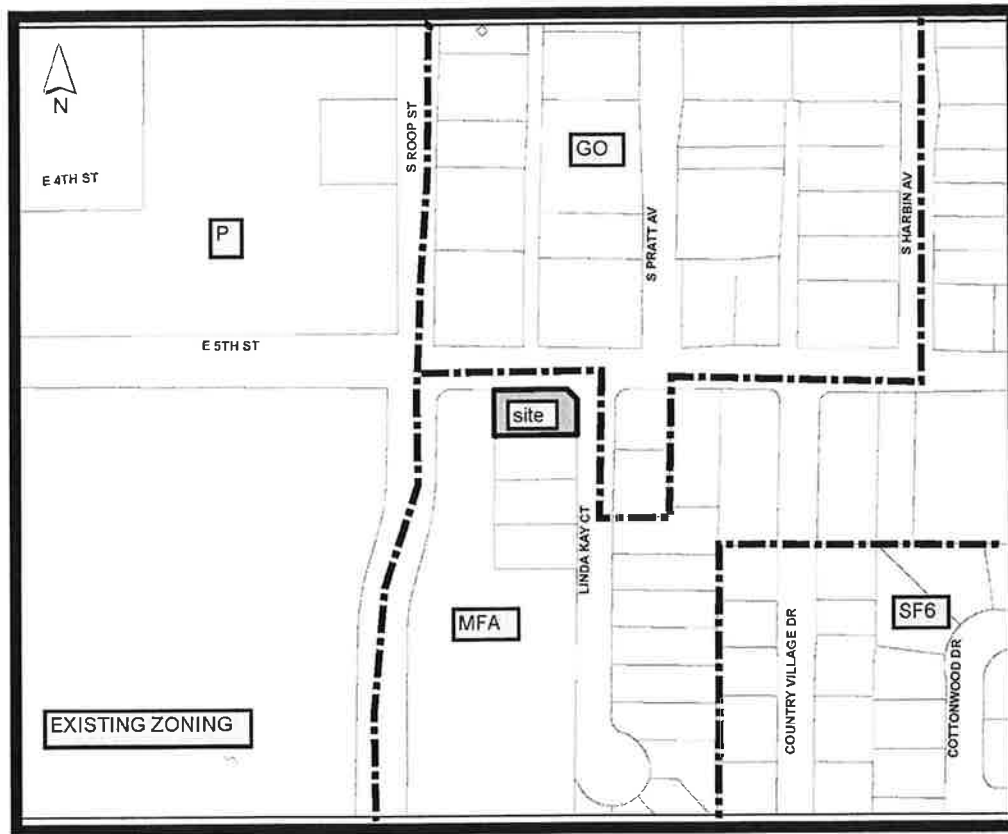 N
E 4TH ST
P
S ROOP ST
GO
S PRATT AV
S HARBIN AV
E 5TH ST
site
LINDA KAY CT
MFA
SF6
COUNTRY VILLAGE DR
COTTONWOOD DR
EXISTING ZONING